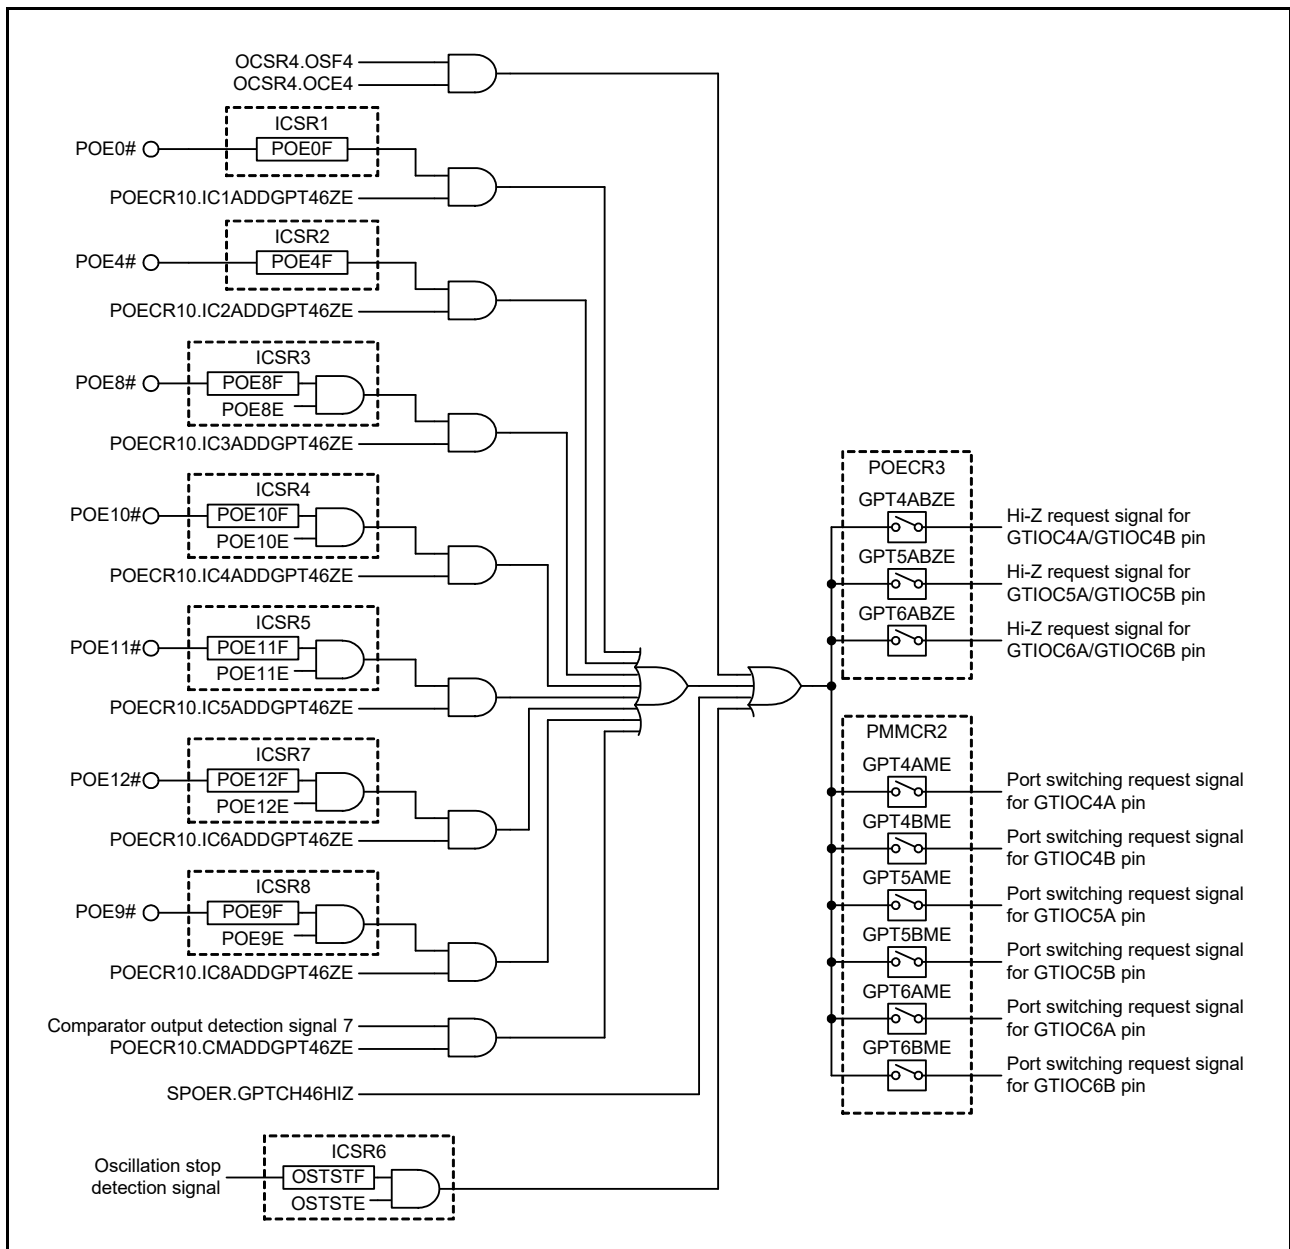 OCSR4.OSF4
OCSR4.OCE4
ICSR1
POE0#
POE0F
POECR10.IC1ADDGPT46ZE
ICSR2
POE4#
POE4F
POECR10.IC2ADDGPT46ZE
ICSR3
POE8#
POE8F
POE8E
POECR10.IC3ADDGPT46ZE
ICSR4
POE10#
POE10F
POE10E
POECR10.IC4ADDGPT46ZE
ICSR5
POE11#
POE11F
POE11E
POECR10.IC5ADDGPT46ZE
ICSR7
POE12#
POE12F
POE12E
POECR10.IC6ADDGPT46ZE
ICSR8
POE9#
POE9F
POE9E
POECR10.IC8ADDGPT46ZE
Comparator output detection signal 7
POECR10.CMADDGPT46ZE
SPOER.GPTCH46HIZ
ICSR6
Oscillation stop
detection signal
OSTSTF
OSTSTE
POECR3
GPT4ABZE
Hi-Z request signal for
GTIOC4A/GTIOC4B pin
GPT5ABZE
Hi-Z request signal for
GTIOC5A/GTIOC5B pin
GPT6ABZE
Hi-Z request signal for
GTIOC6A/GTIOC6B pin
PMMCR2
GPT4AME
Port switching request signal
for GTIOC4A pin
GPT4BME
Port switching request signal
for GTIOC4B pin
GPT5AME
Port switching request signal
for GTIOC5A pin
GPT5BME
Port switching request signal
for GTIOC5B pin
GPT6AME
Port switching request signal
for GTIOC6A pin
GPT6BME
Port switching request signal
for GTIOC6B pin